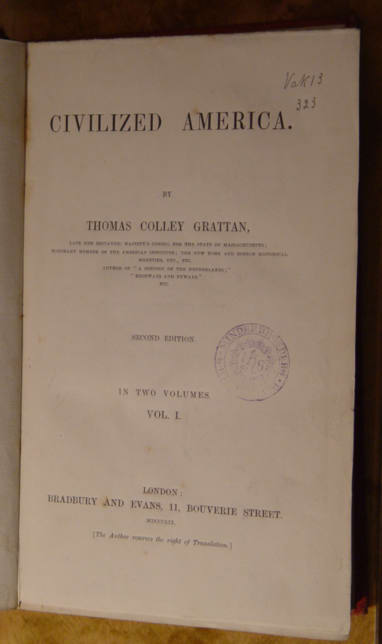 VaK13
323
CIVILIZED AMERICA.
BY
THOMAS COLLEY GRATTAN,
LATE HER BRITANNIC MAJESTY'S CONSUL FOR THE STATE OF MASSACHUSETTS;
HONORARY MEMBER OF THE AMERICAN INSTITUTE; THE NEW YORK AND BOSTON HISTORICAL
SOCIETIES, ETC., ETC.
AUTHOR OF "A HISTORY OF THE NETHERLANDS;"
"HIGHWAYS AND BYWAYS,"
ETC.
SECOND EDITION
IN TWO VOLUMES.
VOL. I.
LONDON:
BRADBURY AND EVANS, 11, BOUVERIE STREET.
[The Author reserves the right of Translation.]